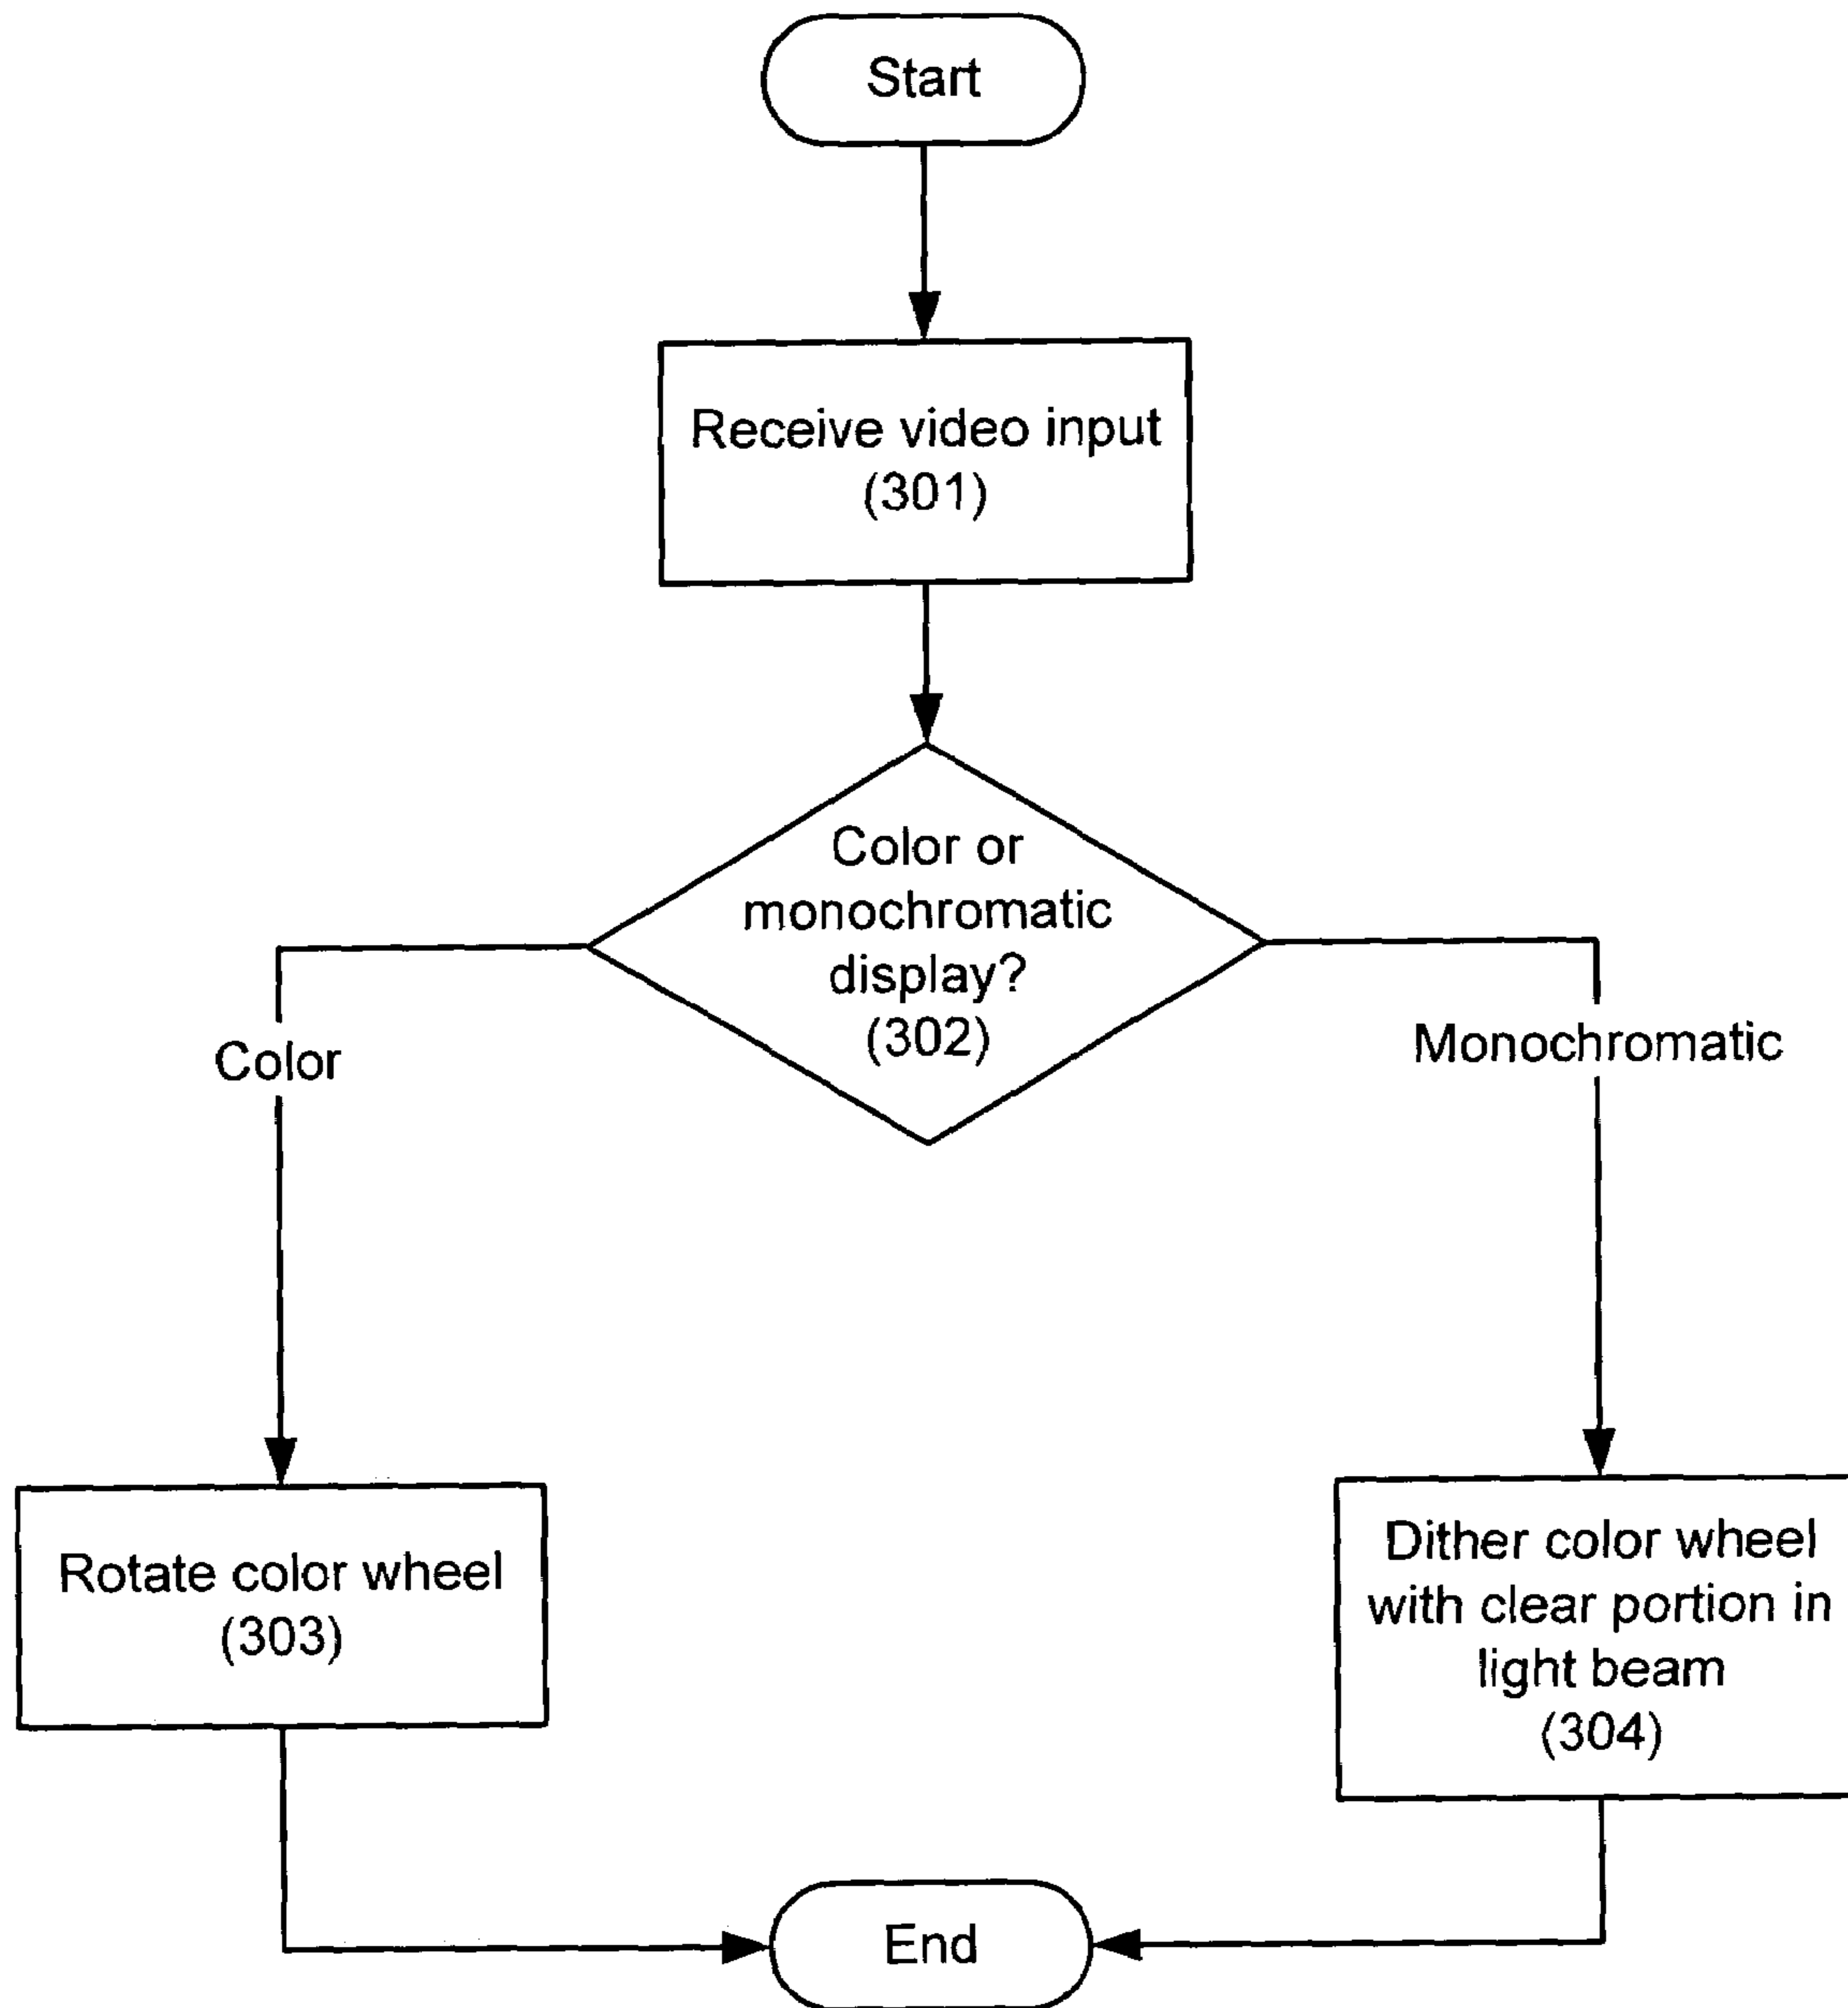 Start
Receive video input
(301)
Color or
monochromatic
display?
(302)
Color
Monochromatic
Rotate color wheel
(303)
Dither color wheel
with clear portion in
light beam
(304)
End